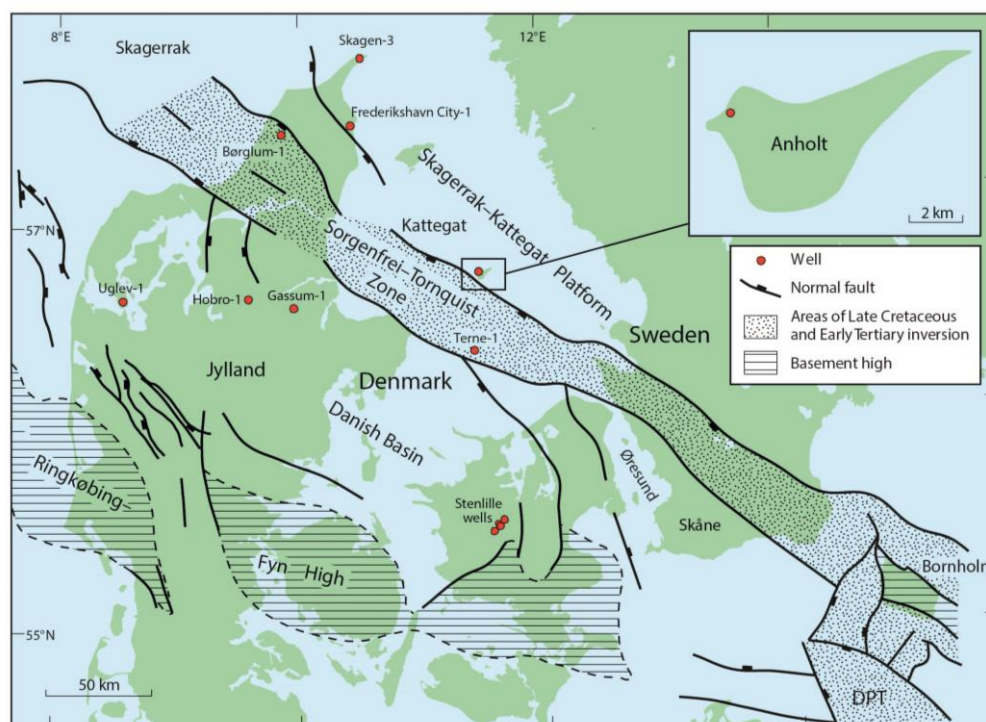 8°E
12°E
Skagerrak
Skagen-3
Frederikshavn City-1
Børglum-1
Anholt
2 km
Skagerrak–Kattegat
Platform
Kattegat
57°N
Sorgenfrei–Tornquist
Zone
Well
Normal fault
Areas of Late Cretaceous
and Early Tertiary inversion
Basement high
Uglev-1
Hobro-1
Gassum-1
Terne-1
Sweden
Jylland
Denmark
Danish Basin
Øresund
Ringkøbing–
Fyn High
Stenlille
wells
Skåne
Bornholm
55°N
50 km
DPT